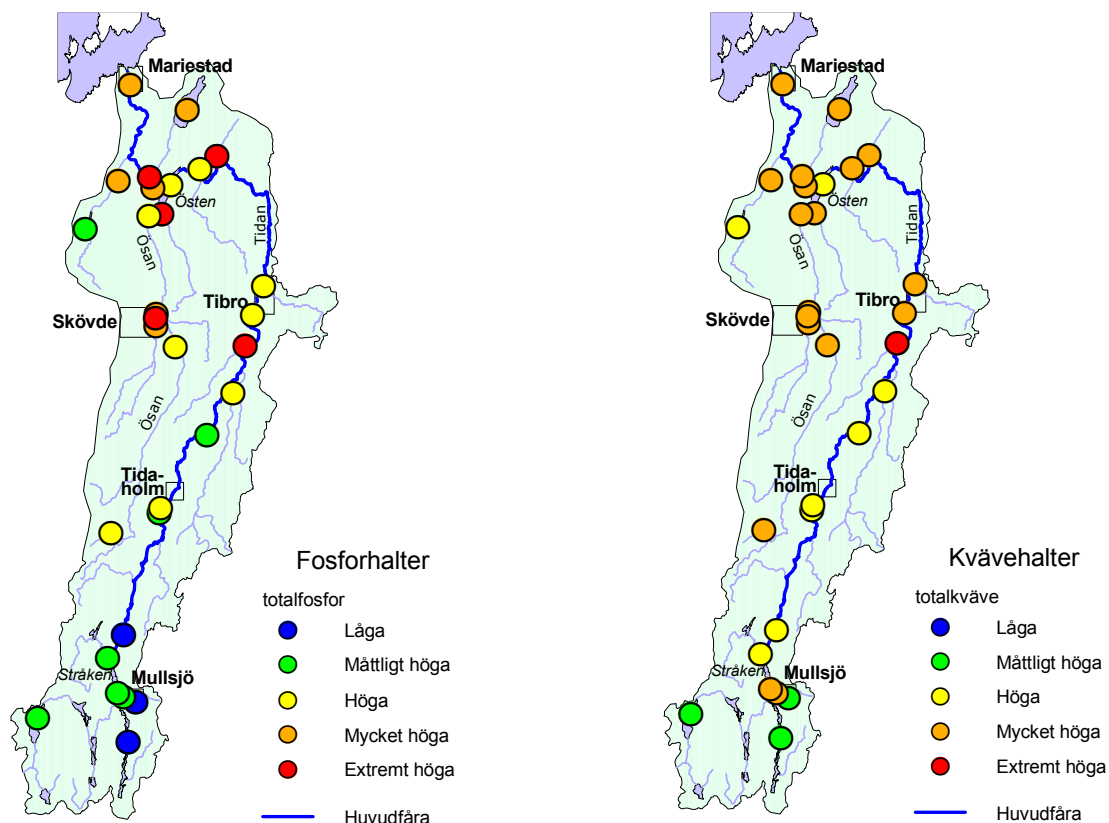 Mariestad
Östen
Ösan
Tidan
Tibro
Skövde
Ösan
Tida-
holm
Fosforhalter
totalfosfor
Låga
Måttligt höga
Höga
Mycket höga
Extremt höga
Huvudfåra
Stråken
Mullsjö
Mariestad
Östen
Ösan
Tidan
Tibro
Skövde
Ösan
Tida-
holm
Kvävehalter
totalkväve
Låga
Måttligt höga
Höga
Mycket höga
Extremt höga
Huvudfåra
Stråken
Mullsjö